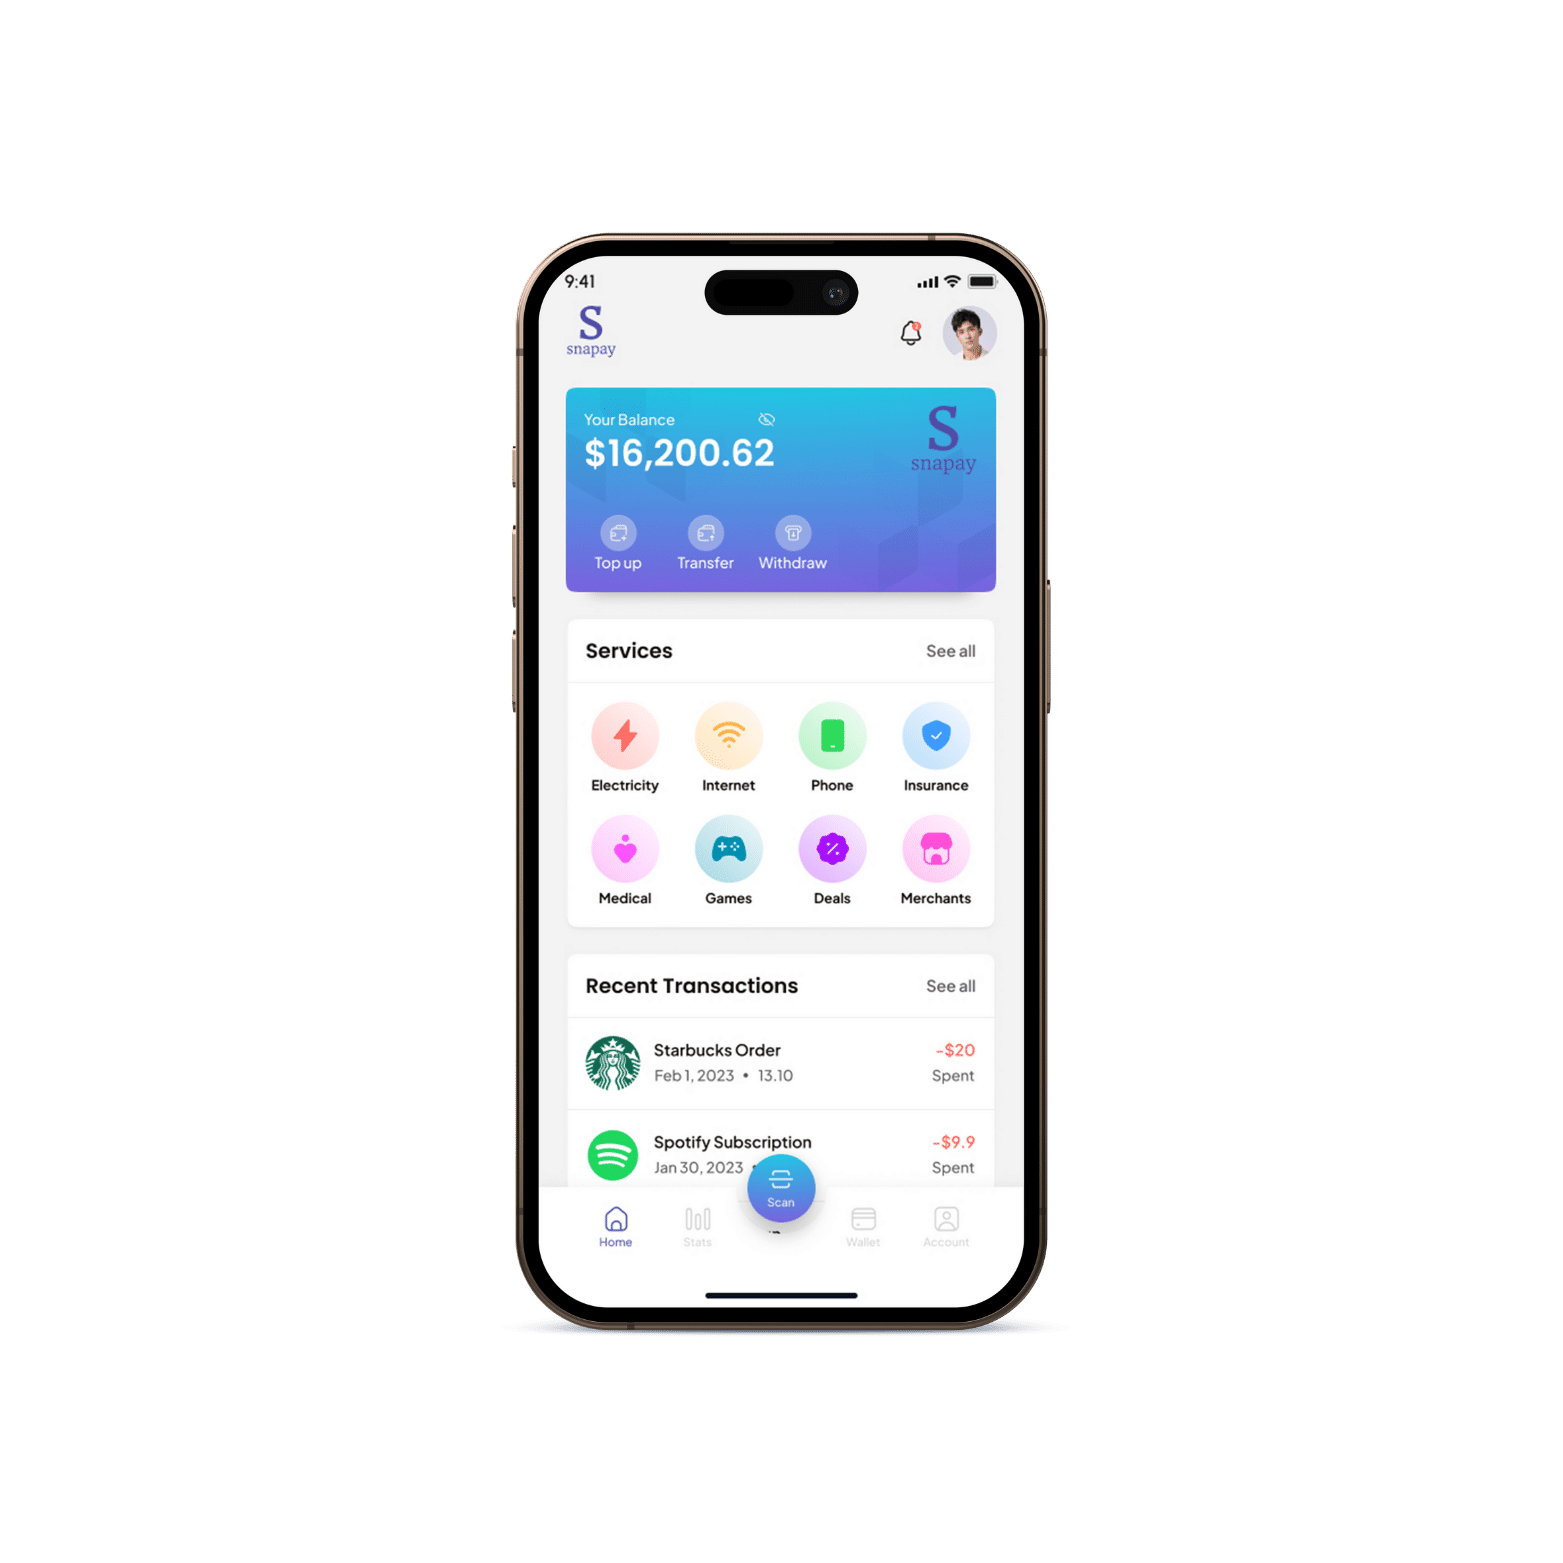 9:41
S
snapay
Your Balance
$16,200.62
S
snapay
Top up Transfer Withdraw
Services See all
Electricity Internet Phone Insurance
Medical Games Deals Merchants
Recent Transactions See all
Starbucks Order -$20
Feb 1, 2023 • 13.10 Spent
Spotify Subscription -$9.9
Jan 30, 2023 Spent
Scan
Home Stats Wallet Account